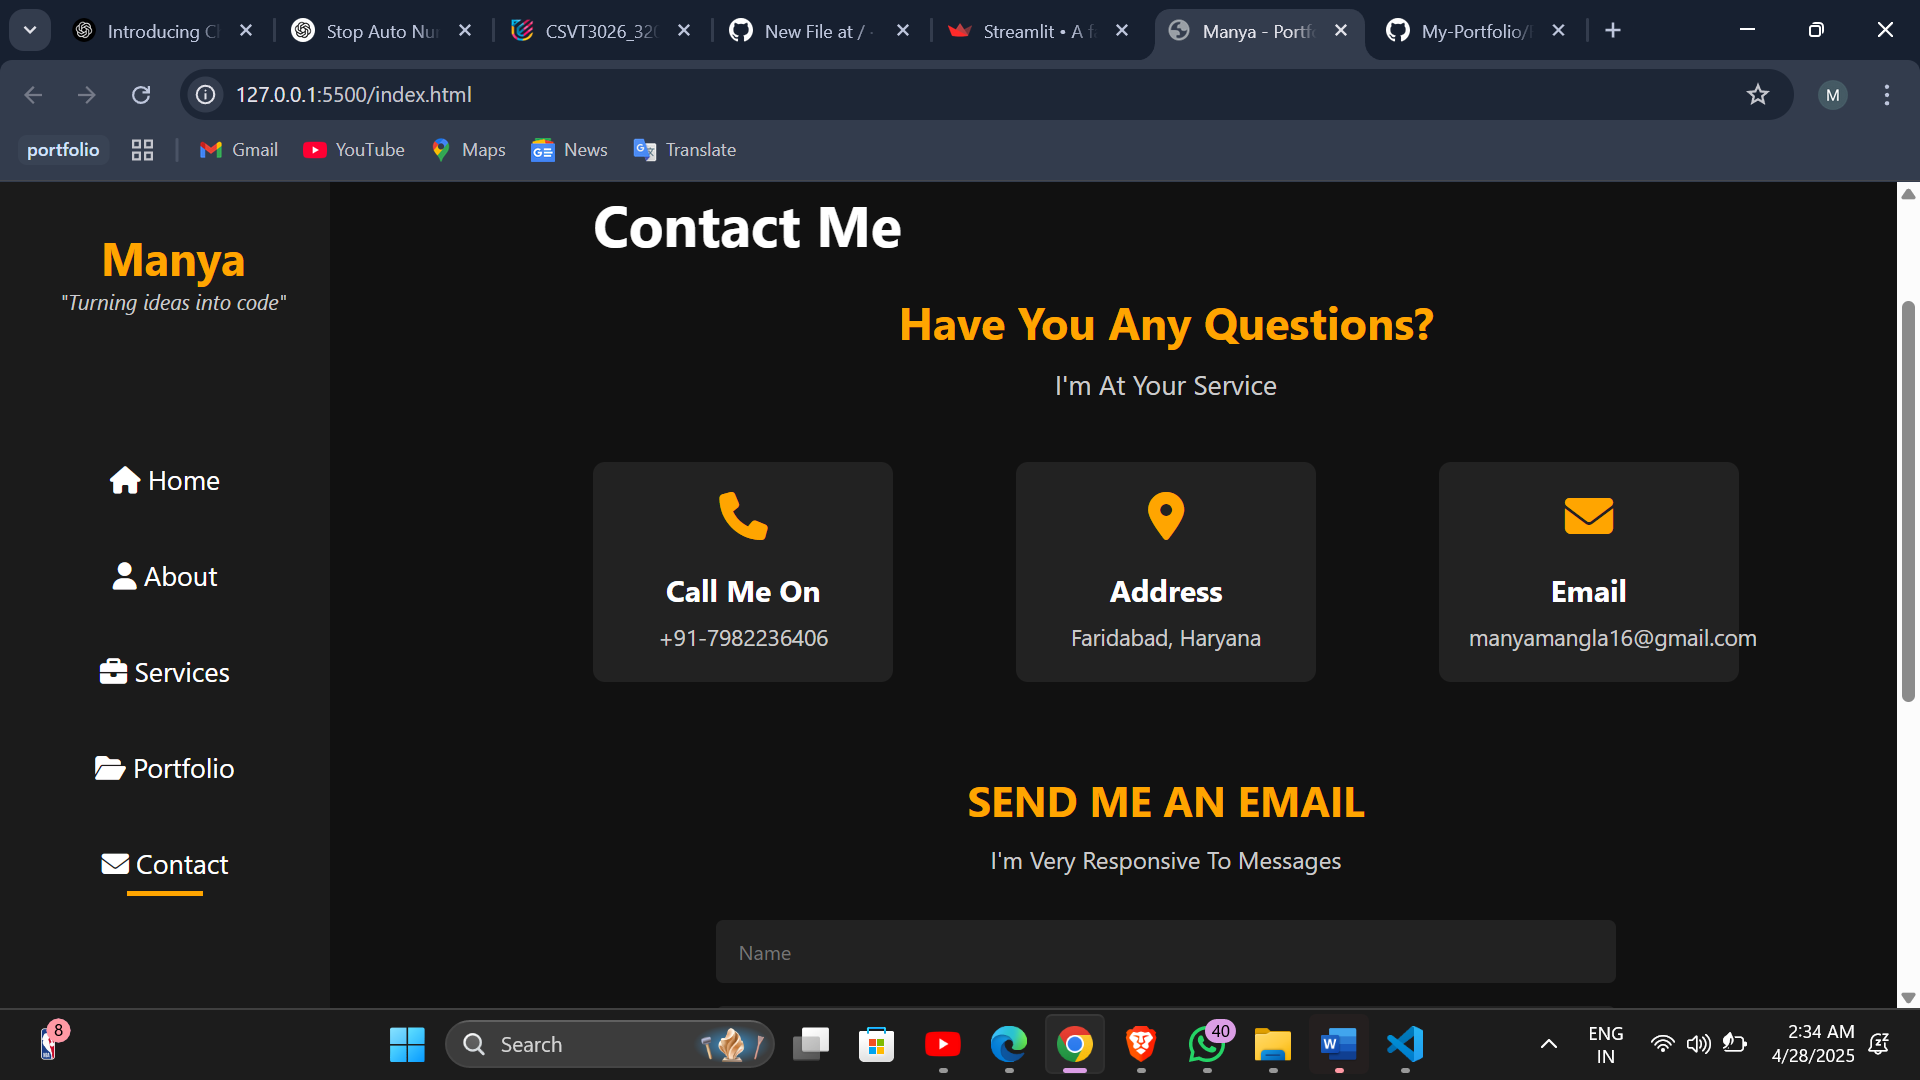 Introducing C
Stop Auto Nu
CSVT3026_320
New File at /
Streamlit • A f
Manya - Portf
My-Portfolio/
127.0.0.1:5500/index.html
M
portfolio
Gmail
YouTube
Maps
News
Translate
Manya
"Turning ideas into code"
Home
About
Services
Portfolio
Contact
Contact Me
Have You Any Questions?
I'm At Your Service
Call Me On
+91-7982236406
Address
Faridabad, Haryana
Email
manyamangla16@gmail.com
SEND ME AN EMAIL
I'm Very Responsive To Messages
Name
8
Search
40
ENG
IN
2:34 AM
4/28/2025